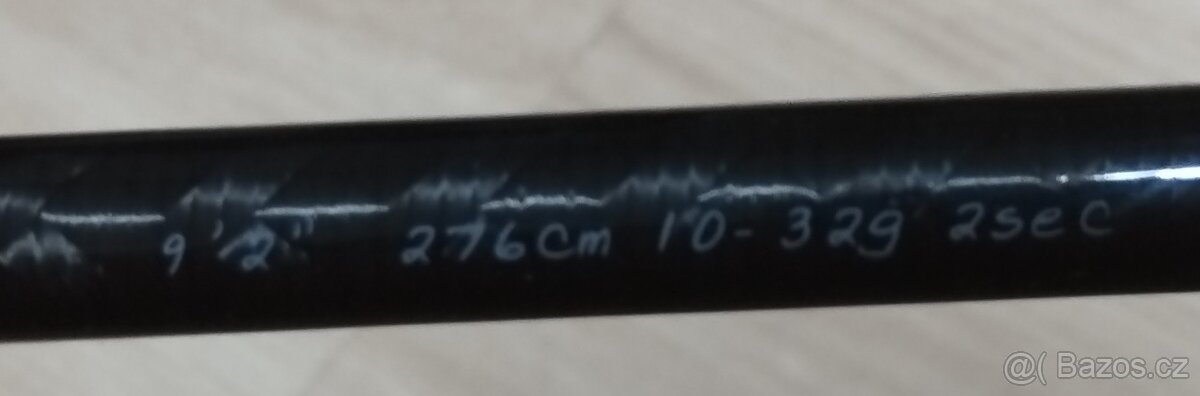 9'2" 276cm 10-32g 2sec
@( Bazos.cz